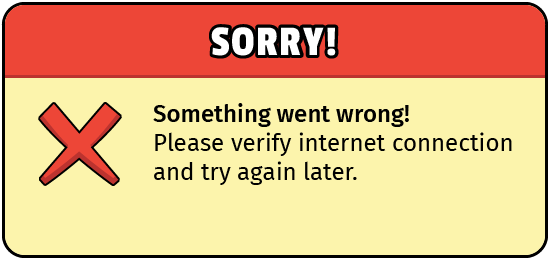 SORRY!
Something went wrong!
Please verify internet connection
and try again later.